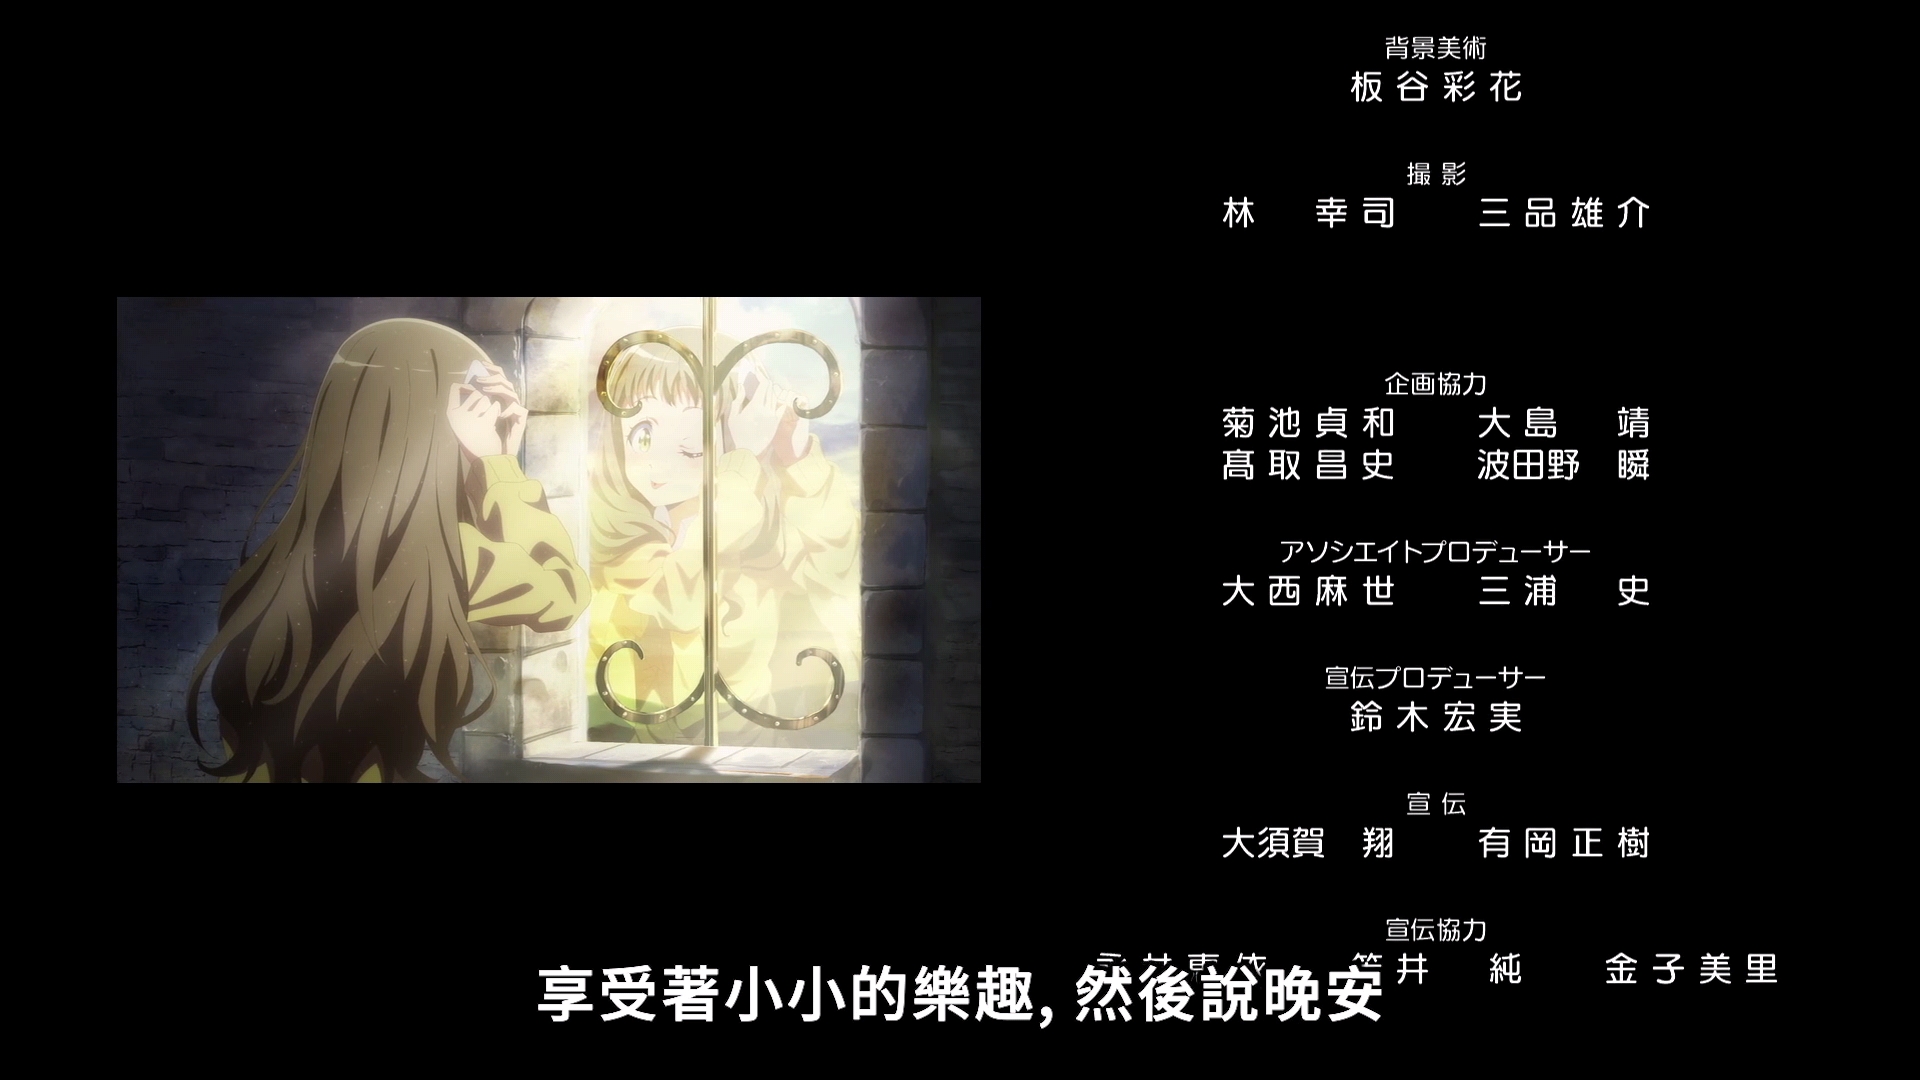 背景美術
板谷彩花
撮影
林 幸司 三品雄介
企画協力
菊池貞和 大島 靖
髙取昌史 波田野 瞬
アソシエイトプロデューサー
大西麻世 三浦 史
宣伝プロデューサー
鈴木宏実
宣伝
大須賀 翔 有岡正樹
宣伝協力
井 純 金子美里
享受著小小的樂趣, 然後說晚安